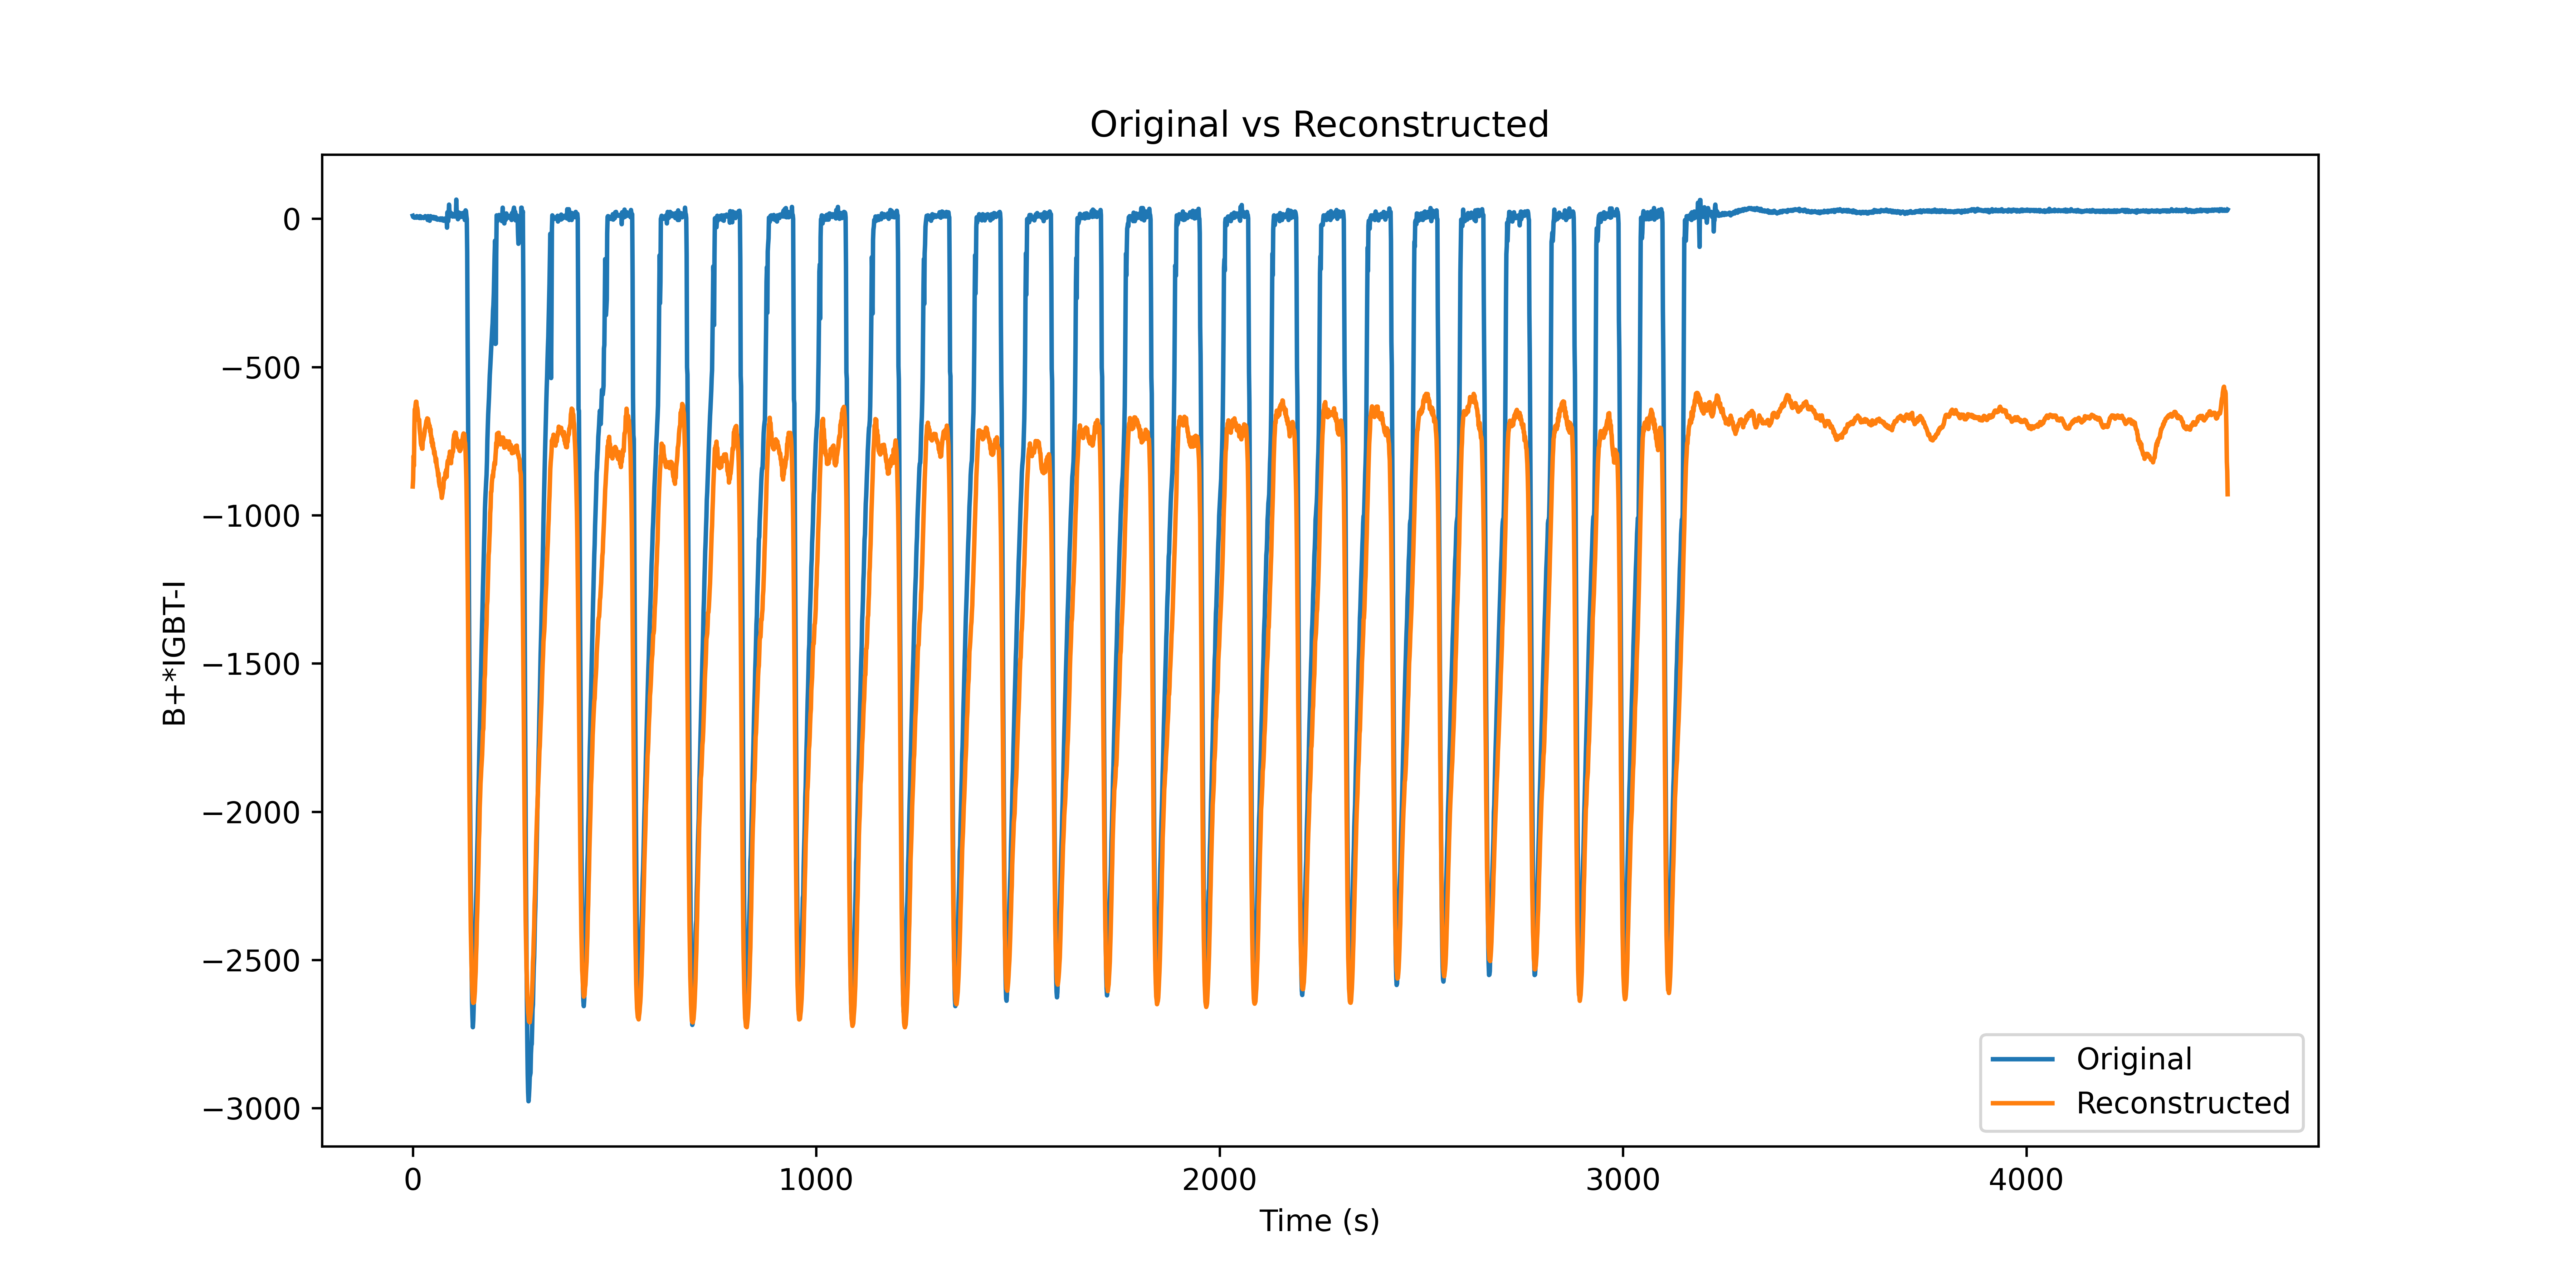 Original vs Reconstructed
B+*IGBT-I
0
−500
−1000
−1500
−2000
−2500
−3000
0
1000
2000
3000
4000
Time (s)
Original
Reconstructed